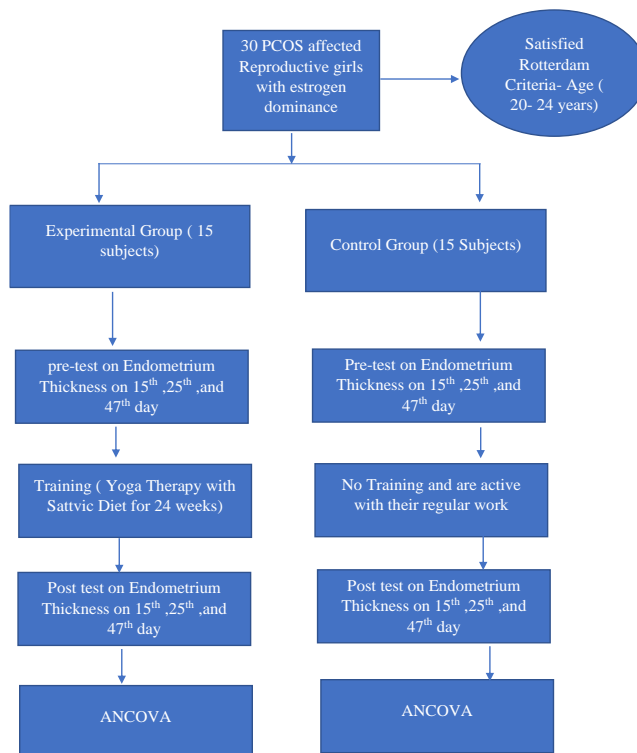 30 PCOS affected
Reproductive girls
with estrogen
dominance
Satisfied
Rotterdam
Criteria- Age (
20- 24 years)
Experimental Group ( 15
subjects)
Control Group (15 Subjects)
pre-test on Endometrium
Thickness on 15th ,25th ,and
47th day
Pre-test on Endometrium
Thickness on 15th ,25th ,and
47th day
Training ( Yoga Therapy with
Sattvic Diet for 24 weeks)
No Training and are active
with their regular work
Post test on Endometrium
Thickness on 15th ,25th ,and
47th day
Post test on Endometrium
Thickness on 15th ,25th ,and
47th day
ANCOVA
ANCOVA